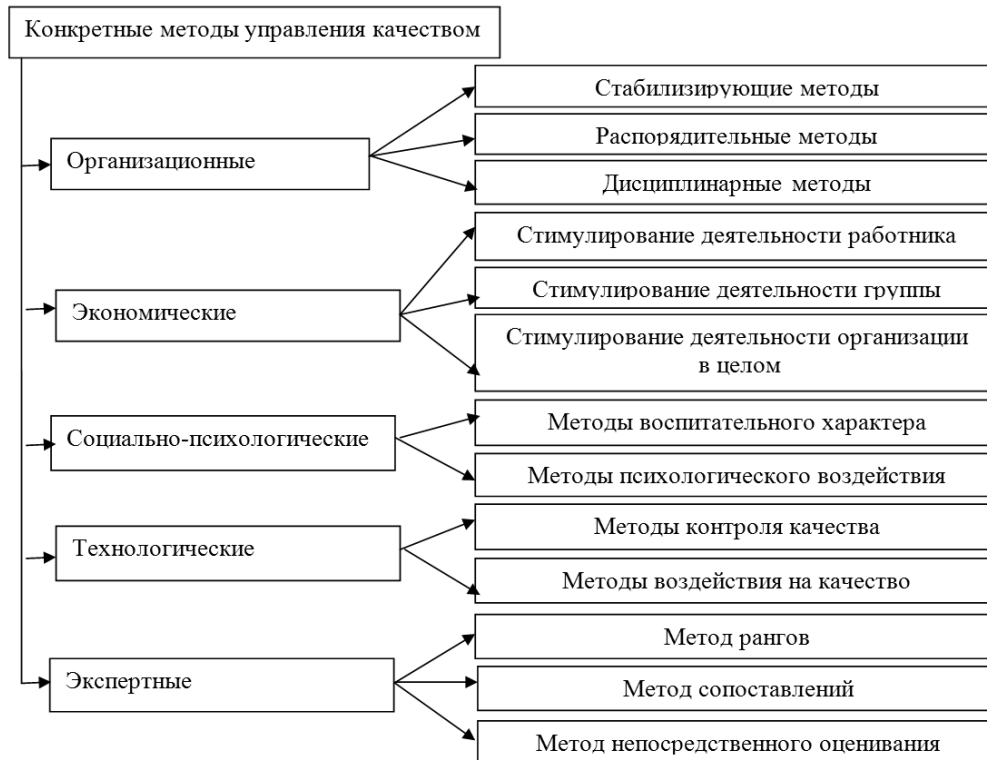 Конкретные методы управления качеством
Организационные
Стабилизирующие методы
Распорядительные методы
Дисциплинарные методы
Экономические
Стимулирование деятельности работника
Стимулирование деятельности группы
Стимулирование деятельности организации
в целом
Социально-психологические
Методы воспитательного характера
Методы психологического воздействия
Технологические
Методы контроля качества
Методы воздействия на качество
Экспертные
Метод рангов
Метод сопоставлений
Метод непосредственного оценивания